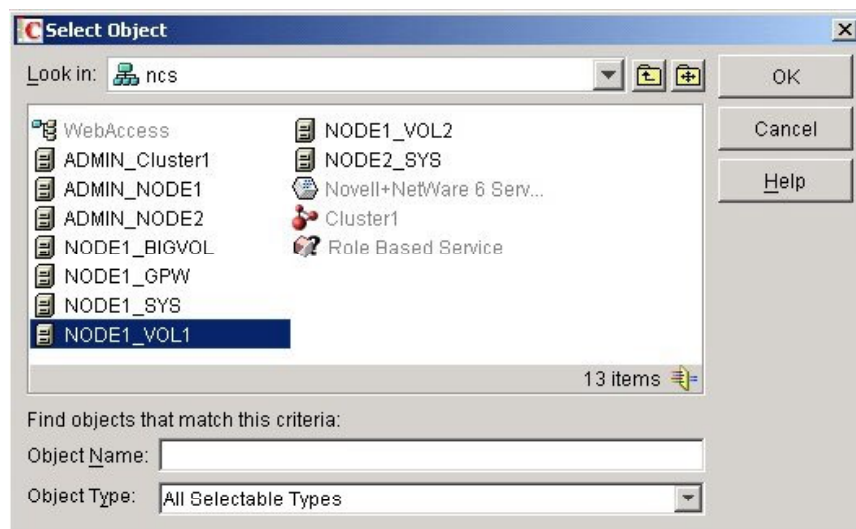 Select Object
Look in: ncs
OK
WebAccess
ADMIN_Cluster1
ADMIN_NODE1
ADMIN_NODE2
NODE1_BIGVOL
NODE1_GPW
NODE1_SYS
NODE1_VOL1
NODE1_VOL2
NODE2_SYS
Novell+NetWare 6 Serv...
Cluster1
Role Based Service
Cancel
Help
13 items
Find objects that match this criteria:
Object Name:
Object Type: All Selectable Types